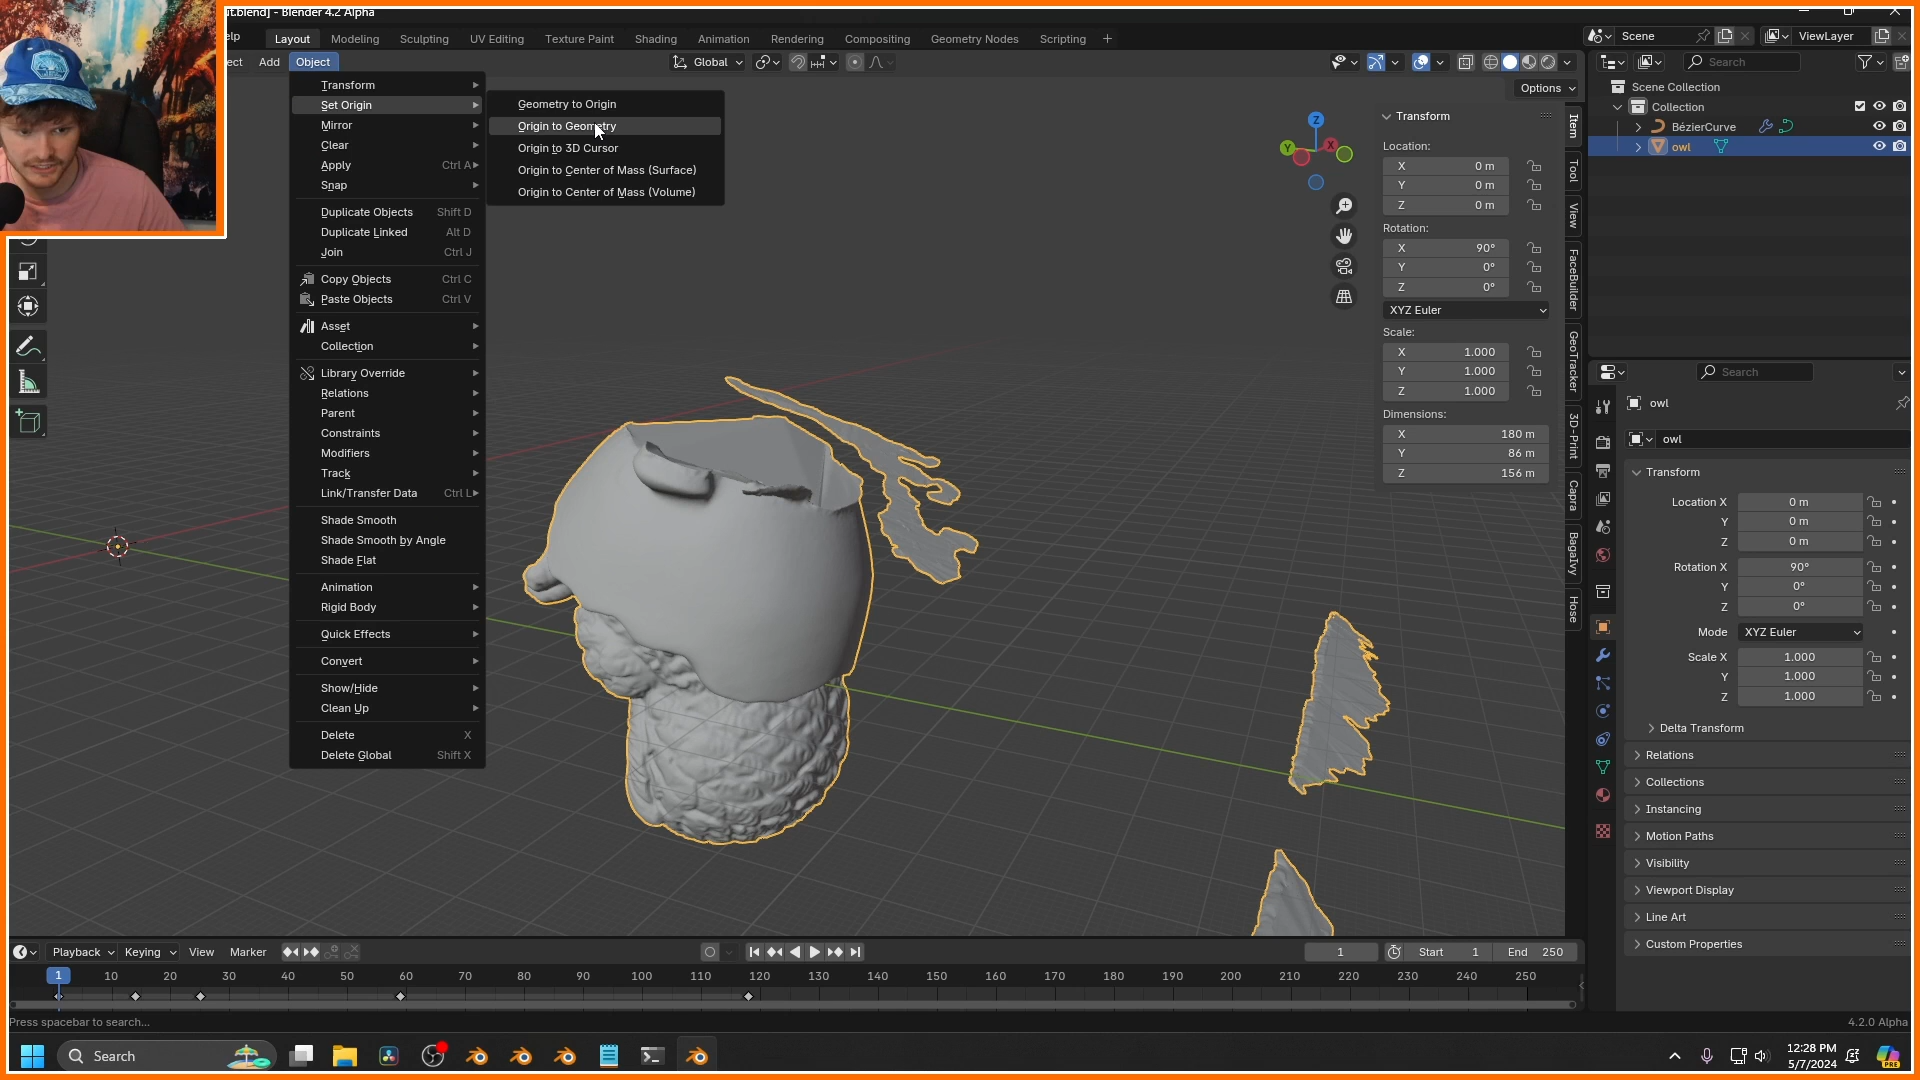 ut.blend] - Blender 4.2 Alpha
elp
Layout
Modeling
Sculpting
UV Editing
Texture Paint
Shading
Animation
Rendering
Compositing
Geometry Nodes
Scripting
+
Scene
ViewLayer
ect
Add
Object
Global
Search
Options
Transform
Set Origin
Mirror
Clear
Apply Ctrl A
Snap
Duplicate Objects Shift D
Duplicate Linked Alt D
Join Ctrl J
Copy Objects Ctrl C
Paste Objects Ctrl V
Asset
Collection
Library Override
Relations
Parent
Constraints
Modifiers
Track
Link/Transfer Data Ctrl L
Shade Smooth
Shade Smooth by Angle
Shade Flat
Animation
Rigid Body
Quick Effects
Convert
Show/Hide
Clean Up
Delete X
Delete Global Shift X
Geometry to Origin
Origin to Geometry
Origin to 3D Cursor
Origin to Center of Mass (Surface)
Origin to Center of Mass (Volume)
Z
Y
X
Transform
Location:
X 0 m
Y 0 m
Z 0 m
Rotation:
X 90°
Y 0°
Z 0°
XYZ Euler
Scale:
X 1.000
Y 1.000
Z 1.000
Dimensions:
X 180 m
Y 86 m
Z 156 m
Item
Tool
View
FaceBuilder
GeoTracker
3D-Print
Capra
BagaIvy
Hose
Scene Collection
Collection
BézierCurve
owl
Search
owl
owl
Transform
Location X 0 m
Y 0 m
Z 0 m
Rotation X 90°
Y 0°
Z 0°
Mode XYZ Euler
Scale X 1.000
Y 1.000
Z 1.000
Delta Transform
Relations
Collections
Instancing
Motion Paths
Visibility
Viewport Display
Line Art
Custom Properties
Playback
Keying
View
Marker
1
Start 1
End 250
1 10 20 30 40 50 60 70 80 90 100 110 120 130 140 150 160 170 180 190 200 210 220 230 240 250
Press spacebar to search...
4.2.0 Alpha
Search
PRE
12:28 PM
5/7/2024